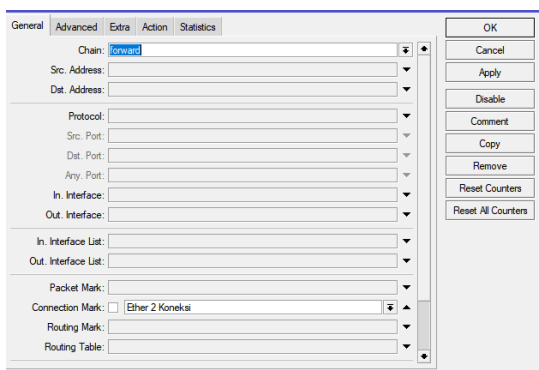 General Advanced Extra Action Statistics
OK
Chain: forward
Cancel
Src. Address:
Apply
Dst. Address:
Disable
Protocol:
Comment
Src. Port:
Copy
Dst. Port:
Remove
Any. Port:
In. Interface:
Reset Counters
Out. Interface:
Reset All Counters
In. Interface List:
Out. Interface List:
Packet Mark:
Connection Mark: Ether 2 Koneksi
Routing Mark:
Routing Table: